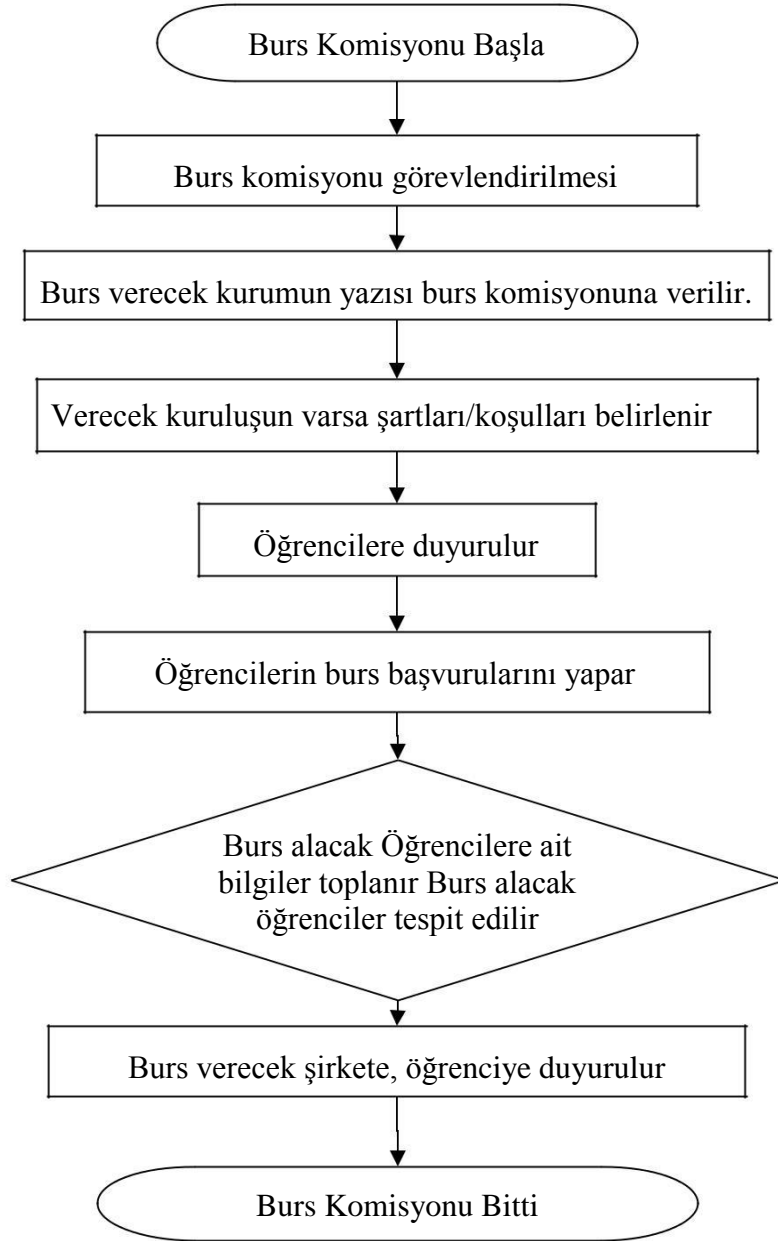 Burs Komisyonu Başla
Burs komisyonu görevlendirilmesi
Burs verecek kurumun yazısı burs komisyonuna verilir.
Verecek kuruluşun varsa şartları/koşulları belirlenir
Öğrencilere duyurulur
Öğrencilerin burs başvurularını yapar
Burs alacak Öğrencilere ait
bilgiler toplanır Burs alacak
öğrenciler tespit edilir
Burs verecek şirkete, öğrenciye duyurulur
Burs Komisyonu Bitti